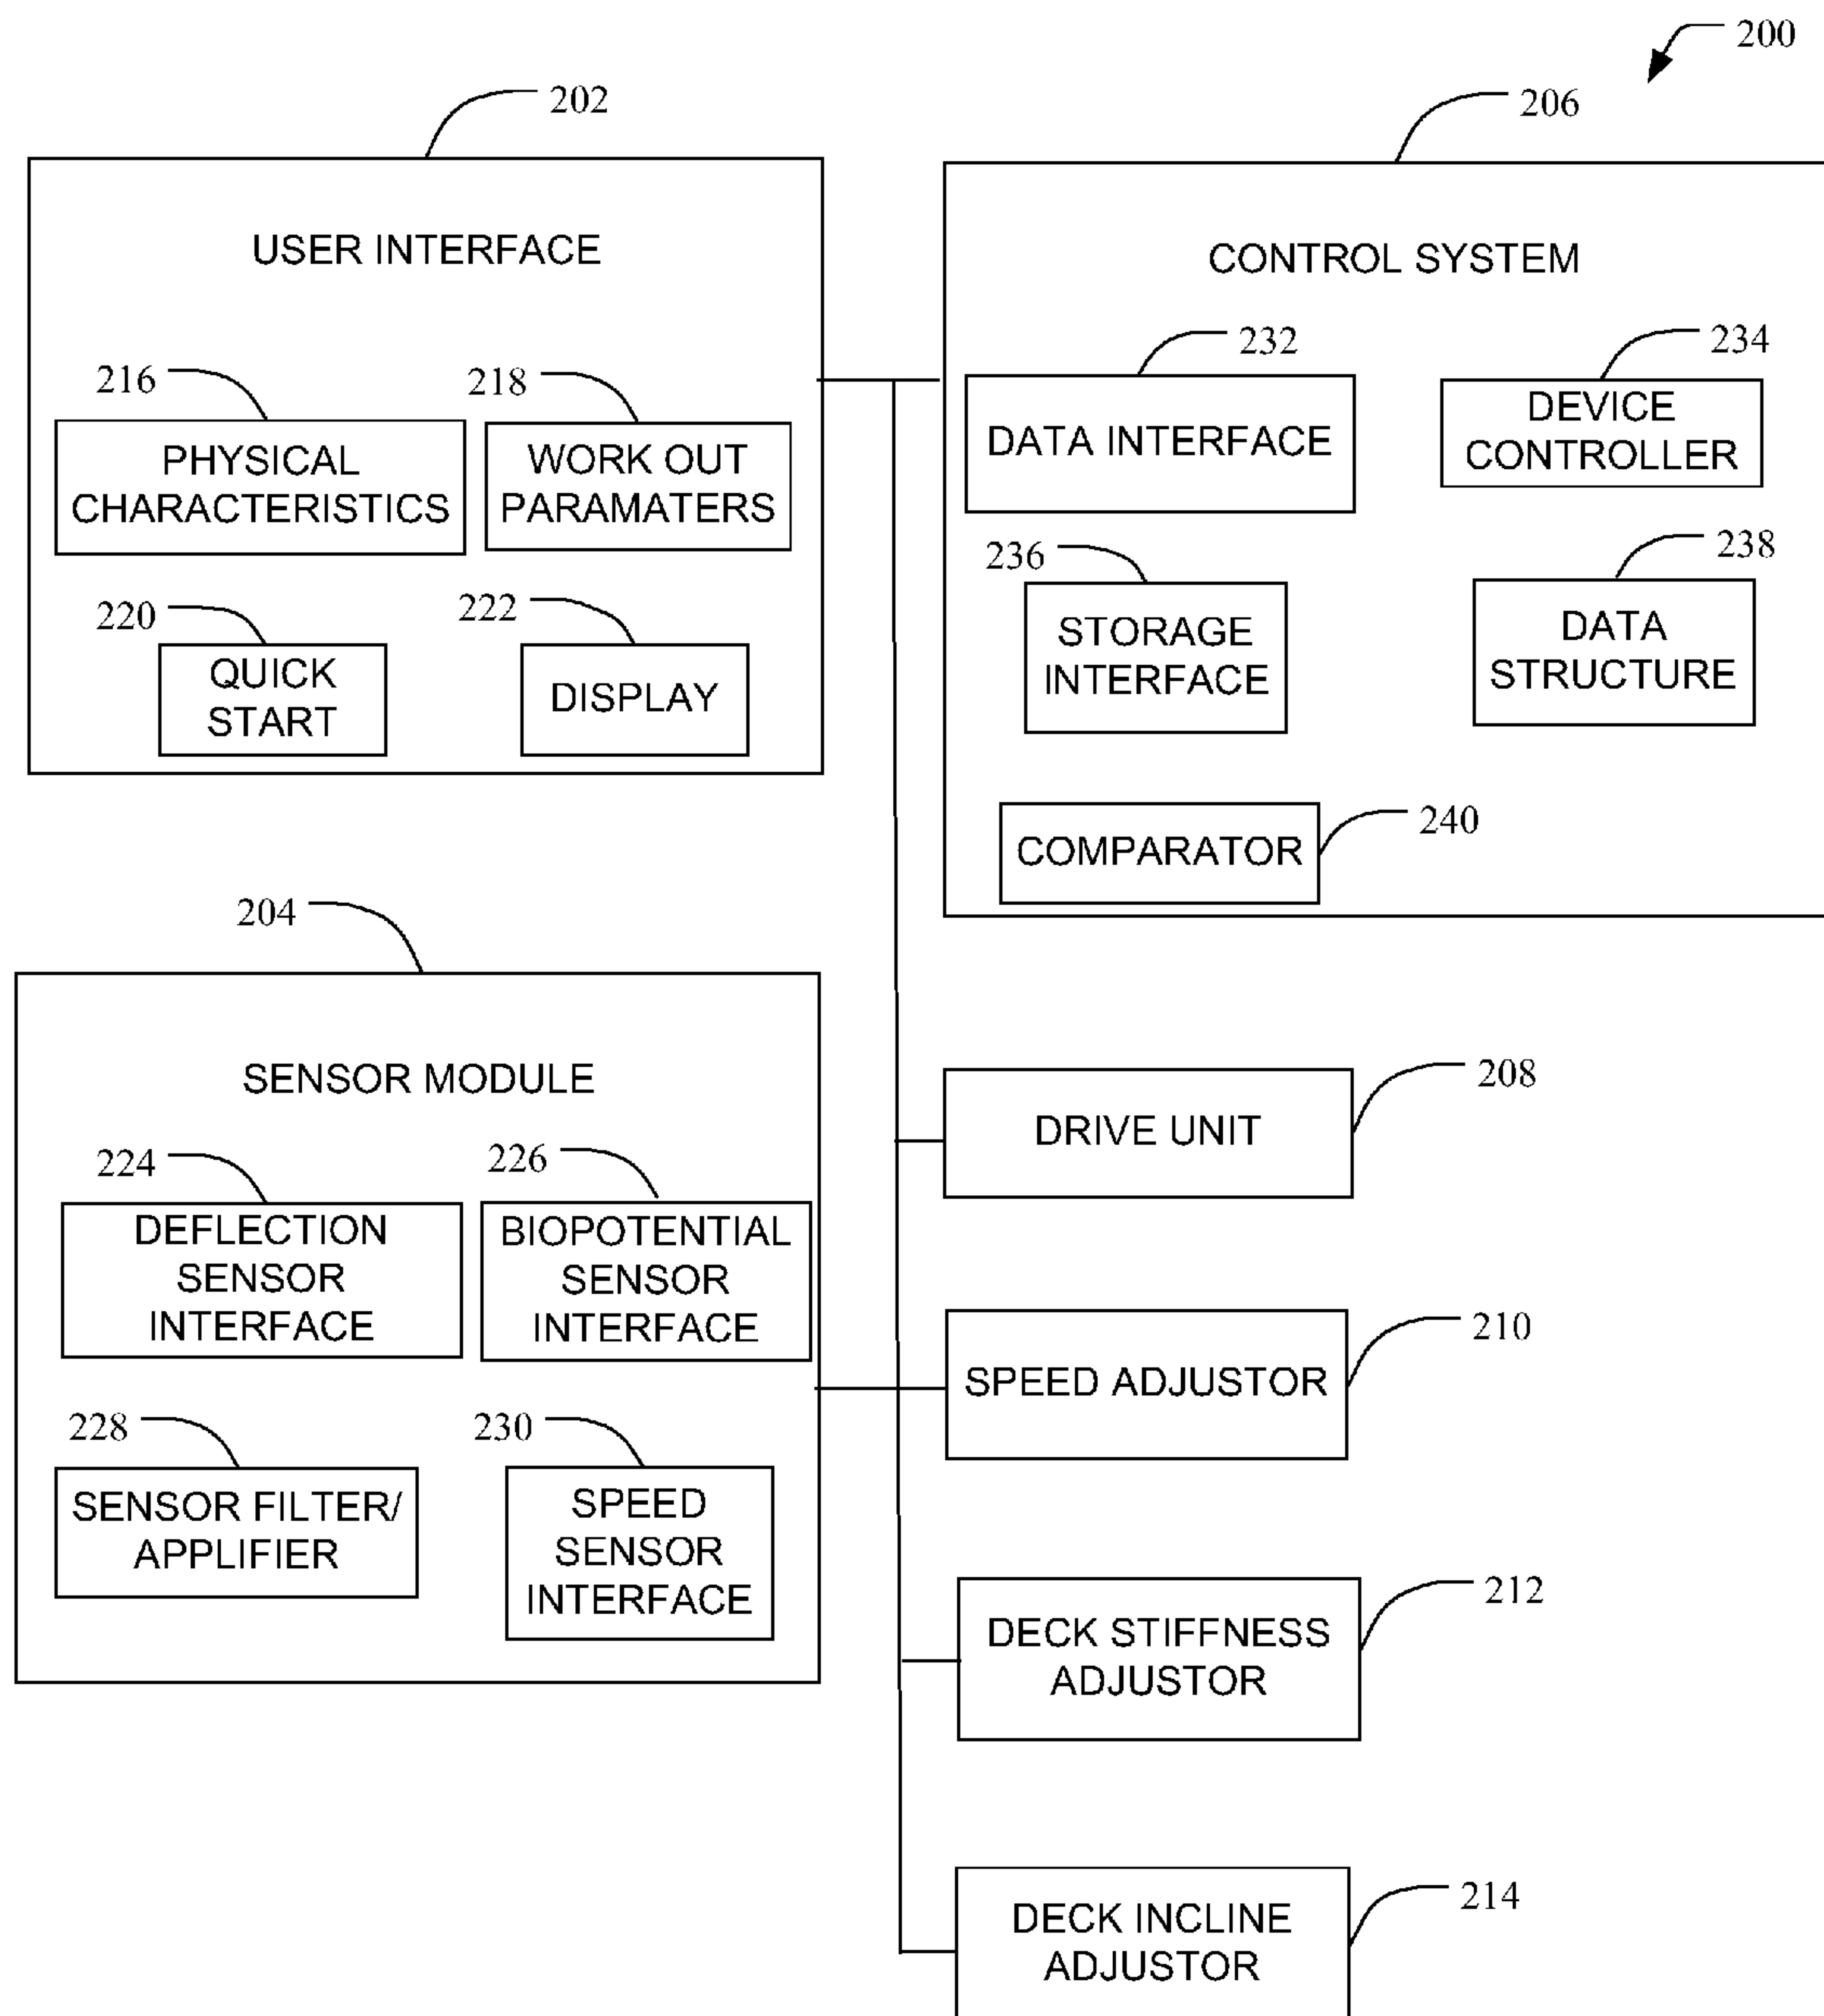 200
202
206
USER INTERFACE
CONTROL SYSTEM
216
218
PHYSICAL
CHARACTERISTICS
WORK OUT
PARAMATERS
220
222
QUICK
START
DISPLAY
232
234
DATA INTERFACE
DEVICE
CONTROLLER
236
238
STORAGE
INTERFACE
DATA
STRUCTURE
COMPARATOR
240
204
SENSOR MODULE
224
226
DEFLECTION
SENSOR
INTERFACE
BIOPOTENTIAL
SENSOR
INTERFACE
228
230
SENSOR FILTER/
APPLIFIER
SPEED
SENSOR
INTERFACE
208
DRIVE UNIT
210
SPEED ADJUSTOR
212
DECK STIFFNESS
ADJUSTOR
214
DECK INCLINE
ADJUSTOR